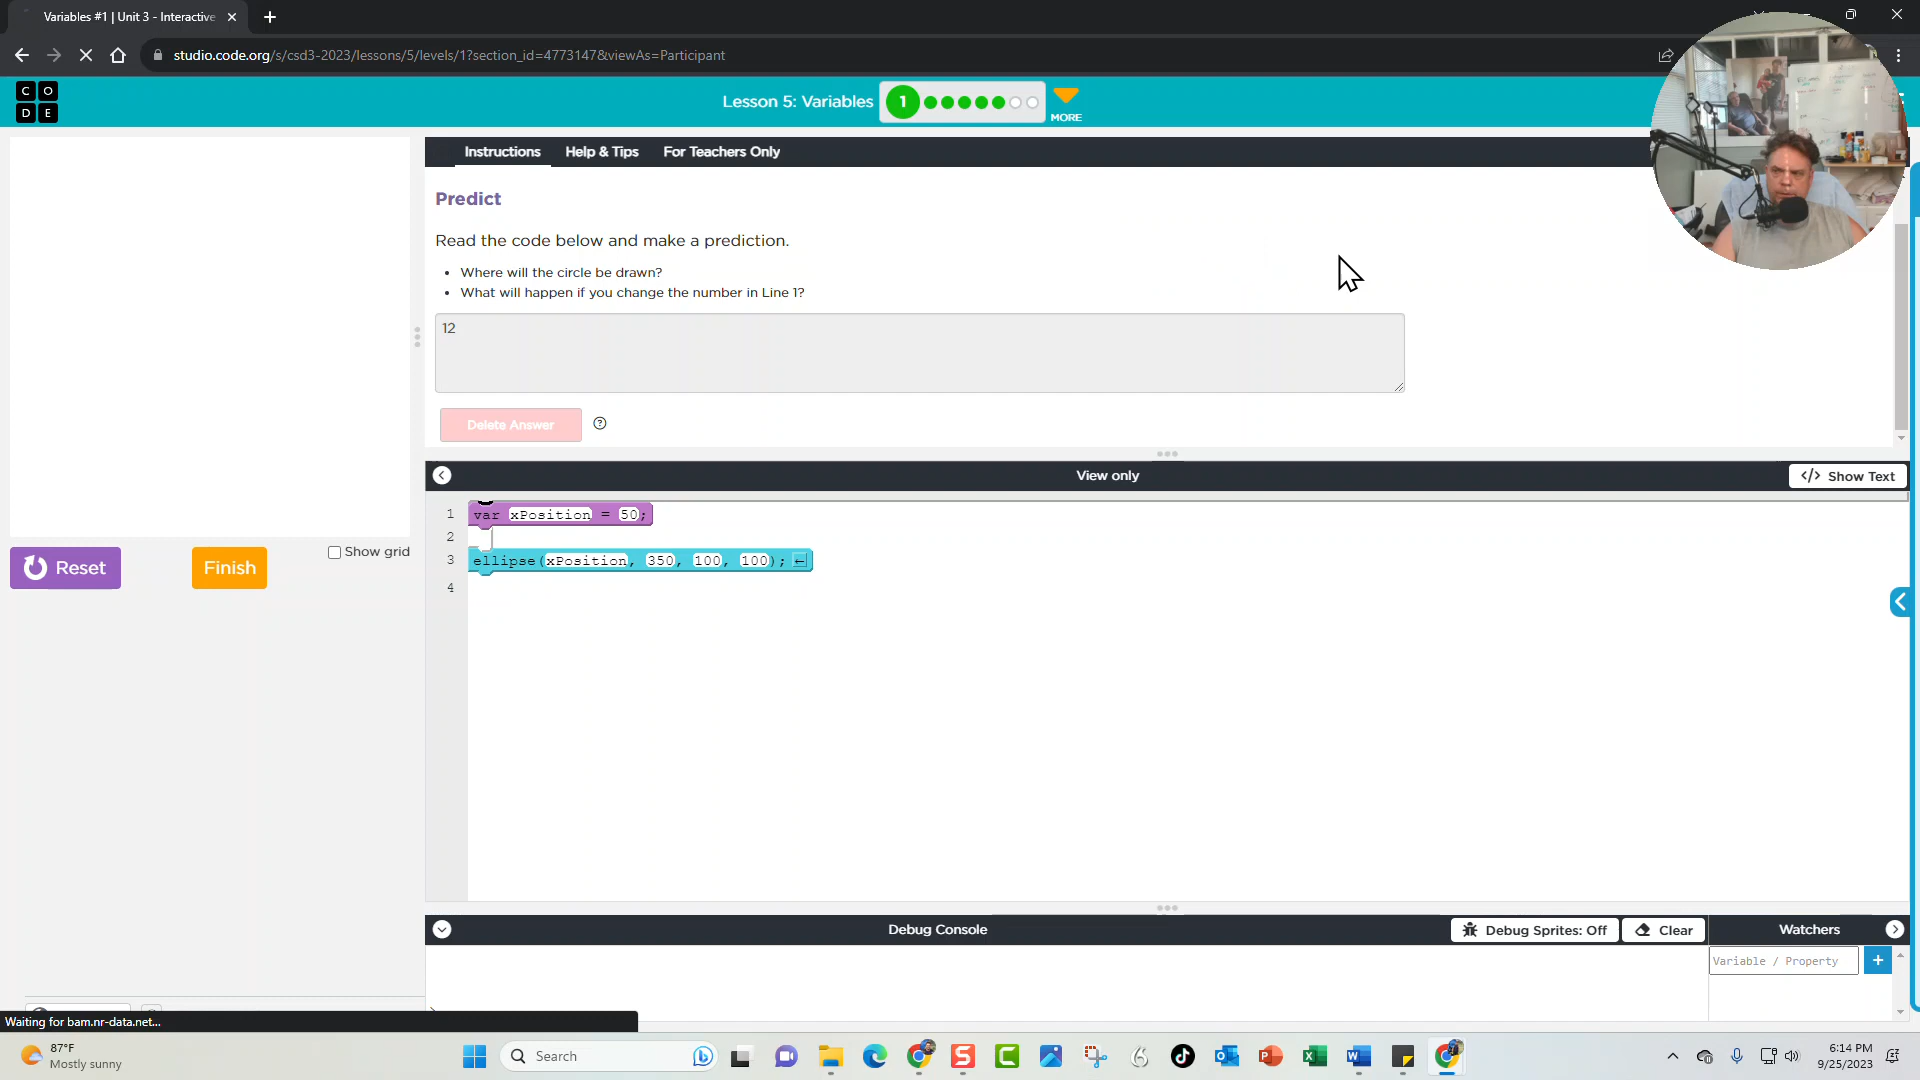 Variables #1 | Unit 3 - Interactive
studio.code.org/s/csd3-2023/lessons/5/levels/1?section_id=4773147&viewAs=Participant
C O
D E
Lesson 5: Variables
1
MORE
Instructions Help & Tips For Teachers Only
Predict
Read the code below and make a prediction.
• Where will the circle be drawn?
• What will happen if you change the number in Line 1?
12
Delete Answer
View only
</> Show Text
1 var xPosition = 50;
2
3 ellipse(xPosition, 350, 100, 100);
4
Show grid
Reset
Finish
Debug Console
Debug Sprites: Off
Clear
Watchers
Variable / Property
Waiting for bam.nr-data.net...
87°F
Mostly sunny
Search
6:14 PM
9/25/2023